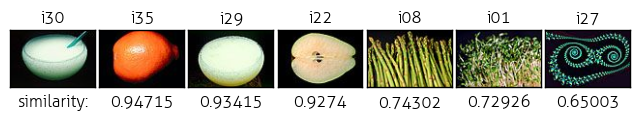 i30 i35 i29 i22 i08 i01 i27
similarity: 0.94715 0.93415 0.9274 0.74302 0.72926 0.65003